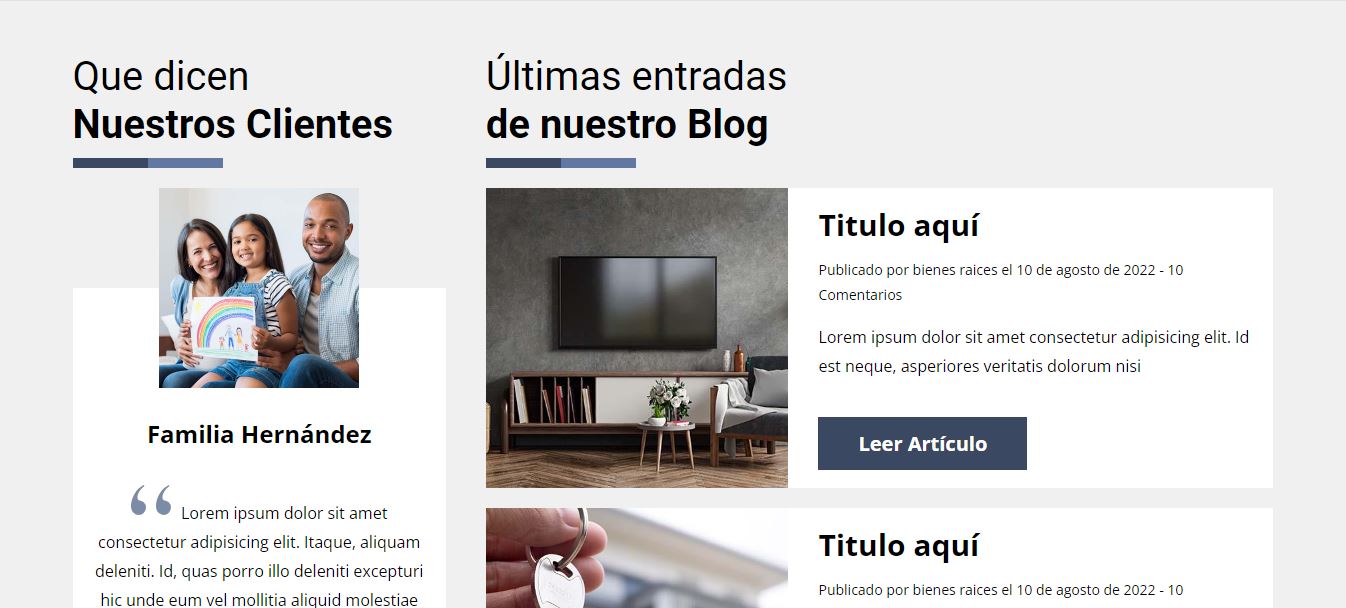 Que dicen
Nuestros Clientes
Familia Hernández
“ Lorem ipsum dolor sit amet
consectetur adipisicing elit. Itaque, aliquam
deleniti. Id, quas porro illo deleniti excepturi
hic unde eum vel mollitia aliquid molestiae
Últimas entradas
de nuestro Blog
Titulo aquí
Publicado por bienes raices el 10 de agosto de 2022 - 10
Comentarios
Lorem ipsum dolor sit amet consectetur adipisicing elit. Id
est neque, asperiores veritatis dolorum nisi
Leer Artículo
Titulo aquí
Publicado por bienes raices el 10 de agosto de 2022 - 10